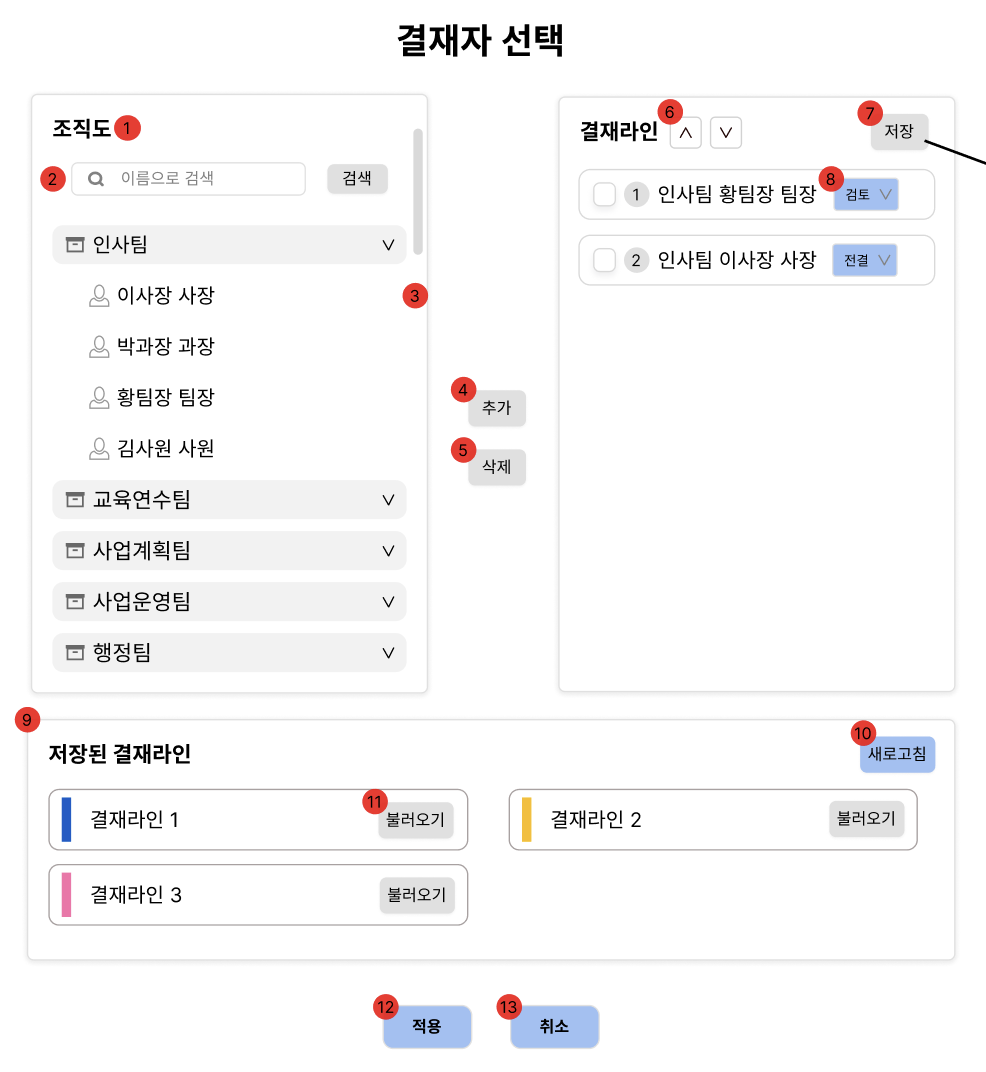 결재자 선택
조직도 1
2 이름으로 검색 검색
인사팀
이사장 사장
3
박과장 과장
황팀장 팀장
김사원 사원
교육연수팀
사업계획팀
사업운영팀
행정팀
4
추가
5
삭제
결재라인 6
7
저장
1 인사팀 황팀장 팀장 8 검토
2 인사팀 이사장 사장 전결
9
저장된 결재라인
10
새로고침
결재라인 1 11 불러오기
결재라인 2 불러오기
결재라인 3 불러오기
12
적용
13
취소